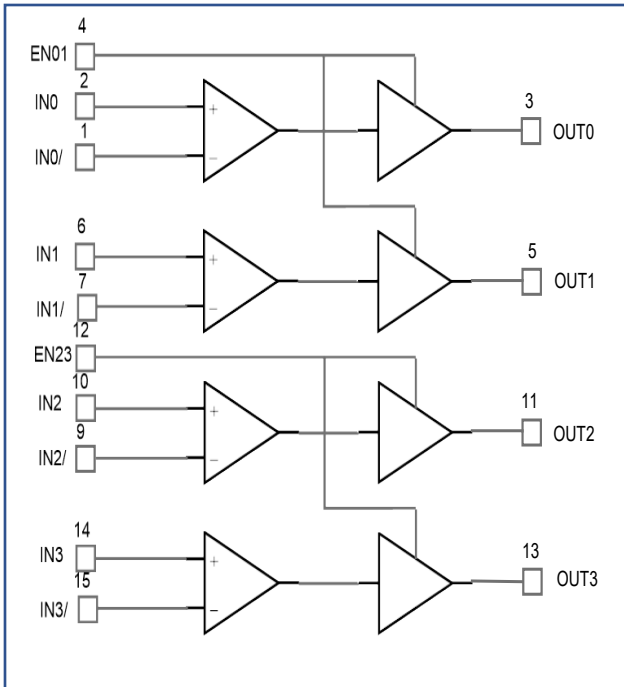 4
EN01
2
IN0
1
IN0/
3
OUT0
+
−
6
IN1
7
IN1/
5
OUT1
+
−
12
EN23
10
IN2
9
IN2/
11
OUT2
+
−
14
IN3
15
IN3/
13
OUT3
+
−